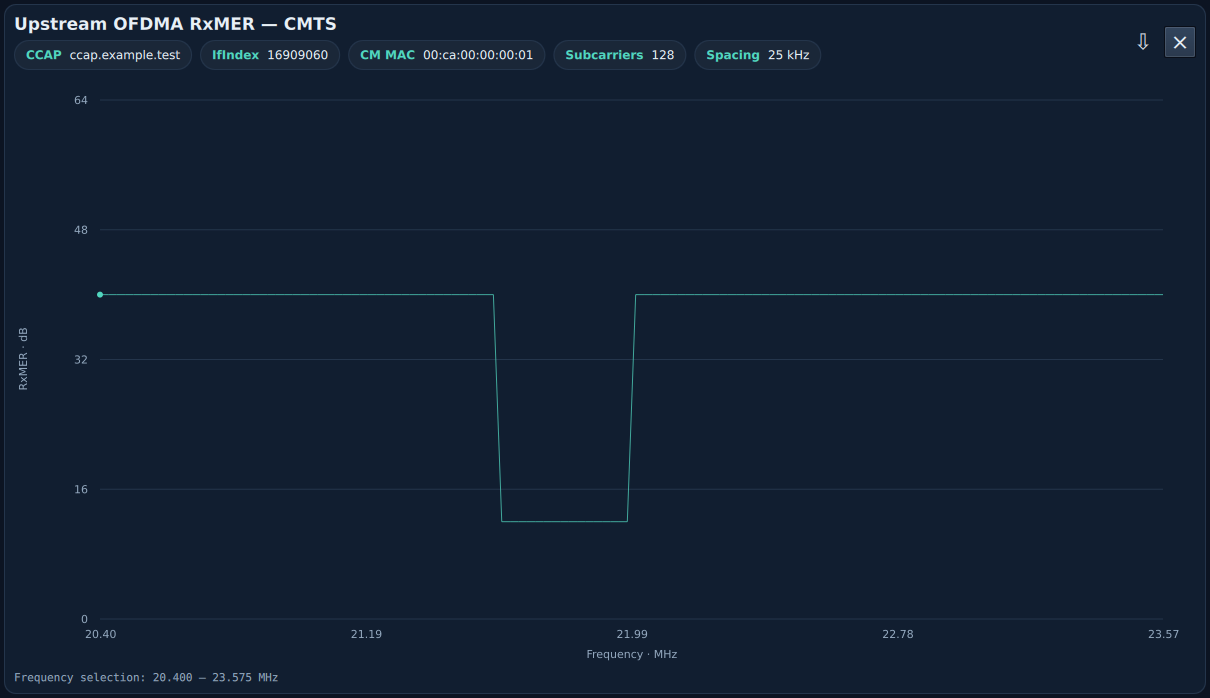 Upstream OFDMA RxMER — CMTS
CCAP ccap.example.test IfIndex 16909060 CM MAC 00:ca:00:00:00:01 Subcarriers 128 Spacing 25 kHz
64
48
32
16
0
RxMER · dB
20.40 21.19 21.99 22.78 23.57
Frequency · MHz
Frequency selection: 20.400 — 23.575 MHz